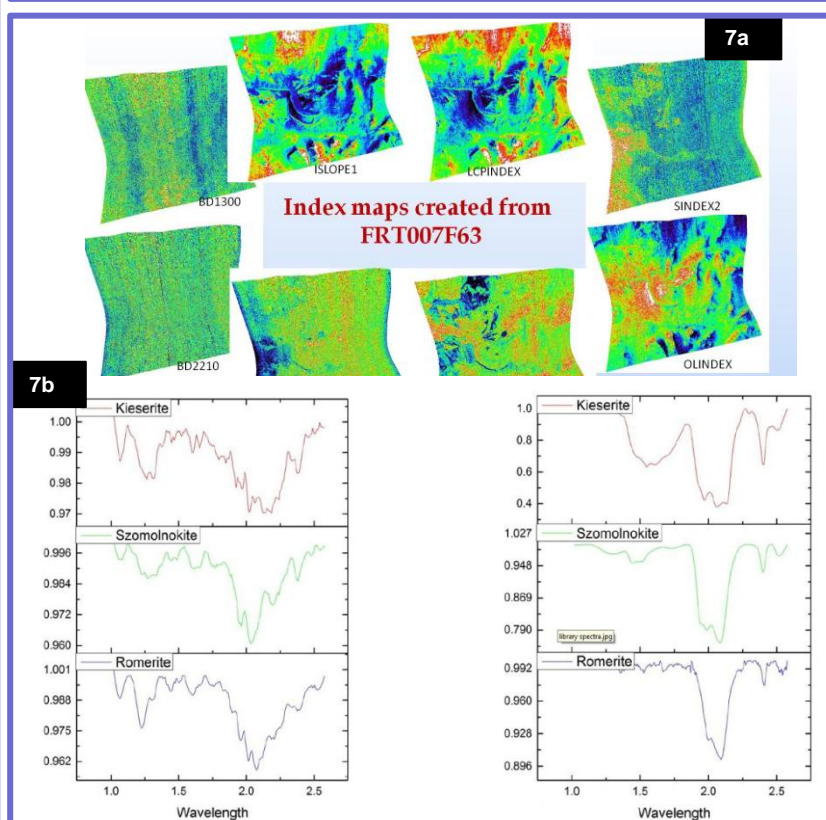 7a
ISLOPE1
LCPINDEX
BD1300
SINDEX2
Index maps created from
FRT007F63
BD2210
OLINDEX
7b
Kieserite
1.00
0.99
0.97
Szomolnokite
0.996
0.984
0.972
0.960
Romerite
1.001
0.988
0.975
0.962
1.0 1.5 2.0 2.5
Wavelength
Kieserite
1.0
0.8
0.6
0.4
Szomolnokite
1.027
0.948
0.869
0.790
library spectra.jpg
Romerite
0.992
0.960
0.928
0.896
1.0 1.5 2.0 2.5
Wavelength